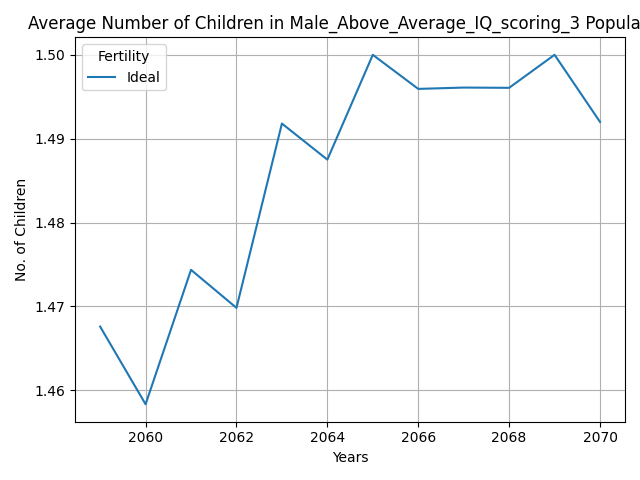 Average Number of Children in Male_Above_Average_IQ_scoring_3 Popula
Fertility
Ideal
1.50
1.49
1.48
1.47
1.46
No. of Children
2060 2062 2064 2066 2068 2070
Years